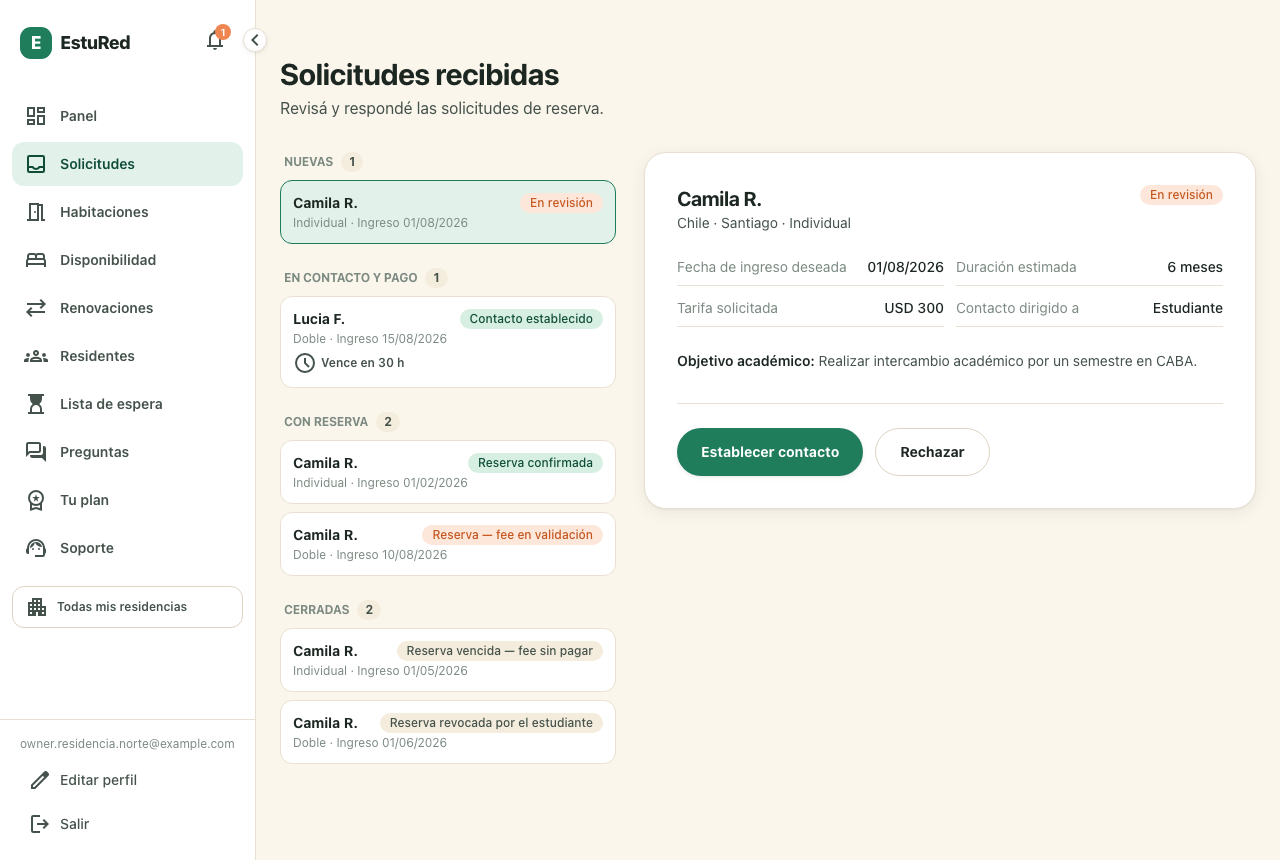 E EstuRed 1
Panel
Solicitudes
Habitaciones
Disponibilidad
Renovaciones
Residentes
Lista de espera
Preguntas
Tu plan
Soporte
Todas mis residencias
owner.residencia.norte@example.com
Editar perfil
Salir
Solicitudes recibidas
Revisá y respondé las solicitudes de reserva.
NUEVAS 1
Camila R. En revisión
Individual · Ingreso 01/08/2026
EN CONTACTO Y PAGO 1
Lucia F. Contacto establecido
Doble · Ingreso 15/08/2026
Vence en 30 h
CON RESERVA 2
Camila R. Reserva confirmada
Individual · Ingreso 01/02/2026
Camila R. Reserva — fee en validación
Doble · Ingreso 10/08/2026
CERRADAS 2
Camila R. Reserva vencida — fee sin pagar
Individual · Ingreso 01/05/2026
Camila R. Reserva revocada por el estudiante
Doble · Ingreso 01/06/2026
Camila R. En revisión
Chile · Santiago · Individual
Fecha de ingreso deseada 01/08/2026 Duración estimada 6 meses
Tarifa solicitada USD 300 Contacto dirigido a Estudiante
Objetivo académico: Realizar intercambio académico por un semestre en CABA.
Establecer contacto Rechazar